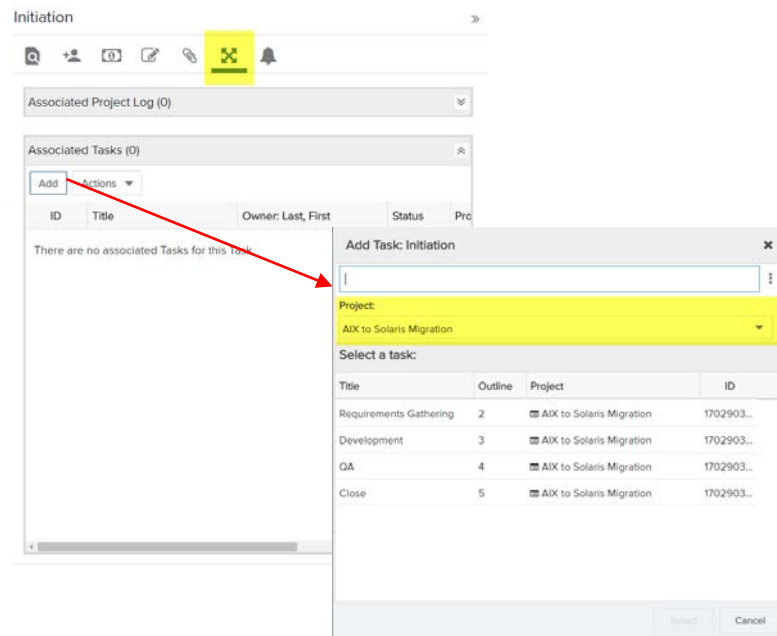 Initiation
Associated Project Log (0)
Associated Tasks (0)
Add Actions
ID Title Owner: Last, First Status Pro
There are no associated Tasks for this Task
Add Task: Initiation
Project:
AIX to Solaris Migration
Select a task:
Title Outline Project ID
Requirements Gathering 2 AIX to Solaris Migration 1702903...
Development 3 AIX to Solaris Migration 1702903...
QA 4 AIX to Solaris Migration 1702903...
Close 5 AIX to Solaris Migration 1702903...
Select Cancel